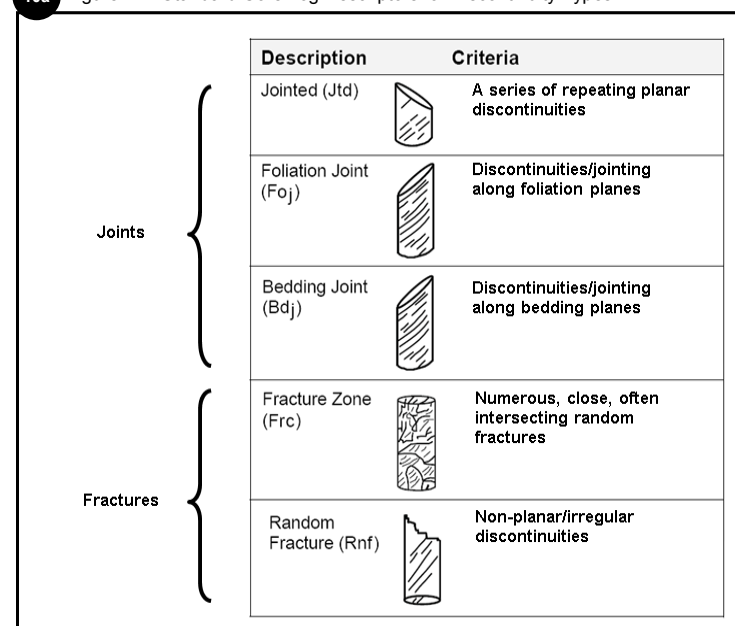 Description Criteria
Jointed (Jtd)
A series of repeating planar
discontinuities
Foliation Joint
(Foj)
Discontinuities/jointing
along foliation planes
Joints
Bedding Joint
(Bdj)
Discontinuities/jointing
along bedding planes
Fracture Zone
(Frc)
Numerous, close, often
intersecting random
fractures
Fractures
Random
Fracture (Rnf)
Non-planar/irregular
discontinuities